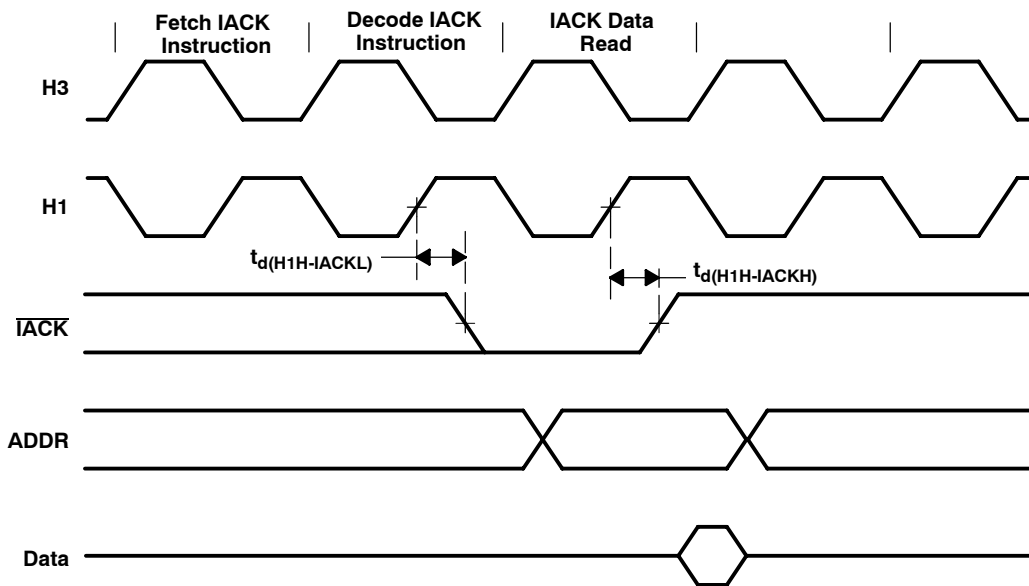 Fetch IACK
Instruction
Decode IACK
Instruction
IACK Data
Read
H3
H1
td(H1H-IACKL)
td(H1H-IACKH)
IACK
ADDR
Data